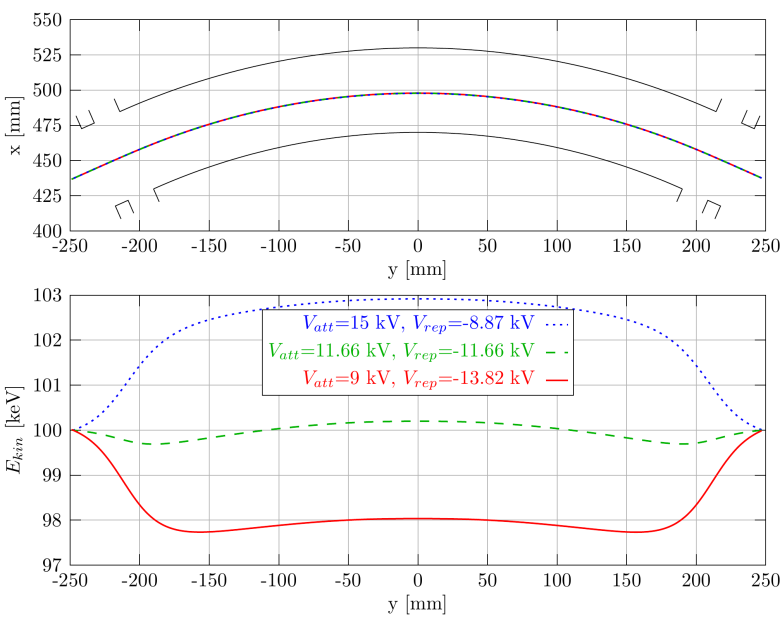 550
525
500
475
450
425
400
x [mm]
-250 -200 -150 -100 -50 0 50 100 150 200 250
y [mm]
103
102
101
100
99
98
97
E_kin [keV]
V_att=15 kV, V_rep=-8.87 kV
V_att=11.66 kV, V_rep=-11.66 kV
V_att=9 kV, V_rep=-13.82 kV
-250 -200 -150 -100 -50 0 50 100 150 200 250
y [mm]